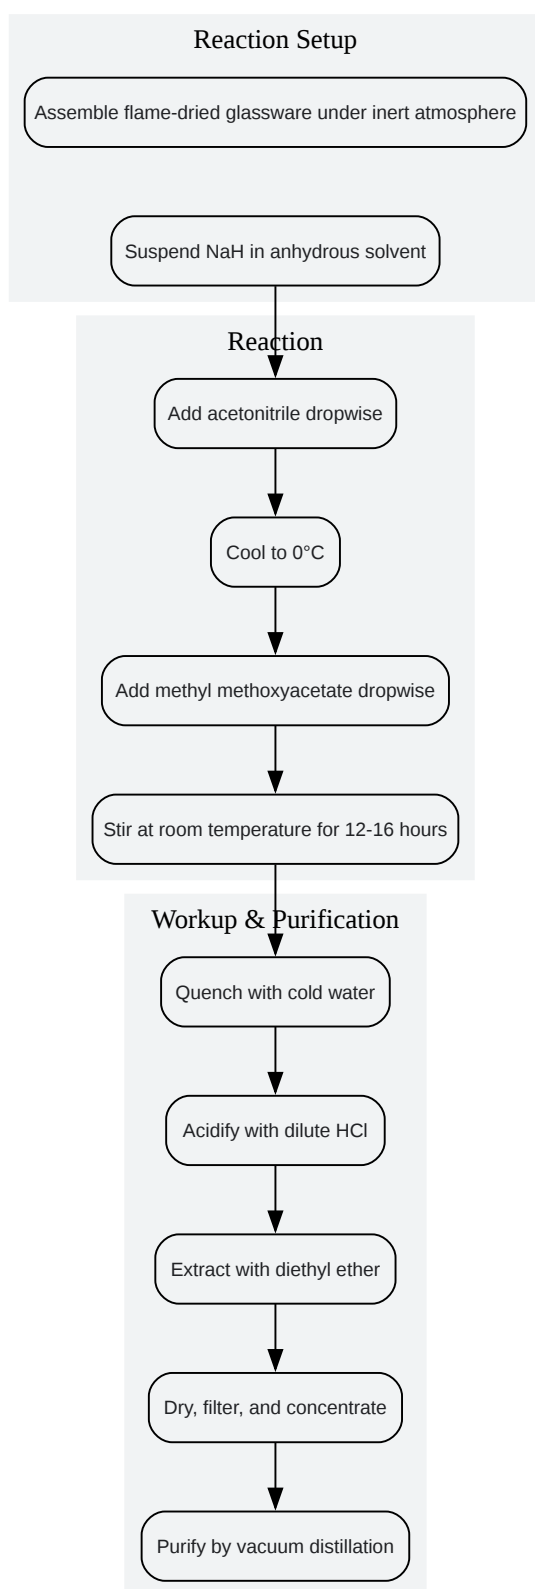 Reaction Setup
Assemble flame-dried glassware under inert atmosphere
Suspend NaH in anhydrous solvent
Reaction
Add acetonitrile dropwise
Cool to 0°C
Add methyl methoxyacetate dropwise
Stir at room temperature for 12-16 hours
Workup & Purification
Quench with cold water
Acidify with dilute HCl
Extract with diethyl ether
Dry, filter, and concentrate
Purify by vacuum distillation